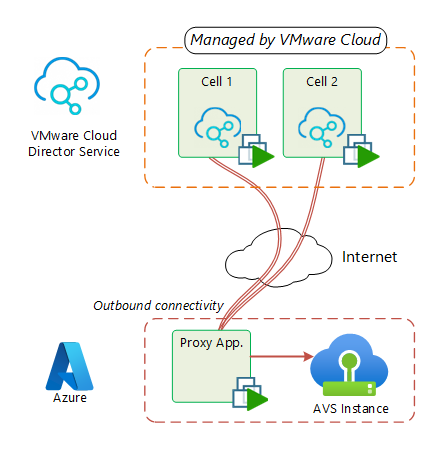 Managed by VMware Cloud
Cell 1
Cell 2
VMware Cloud
Director Service
Internet
Outbound connectivity
Proxy App.
Azure
AVS Instance